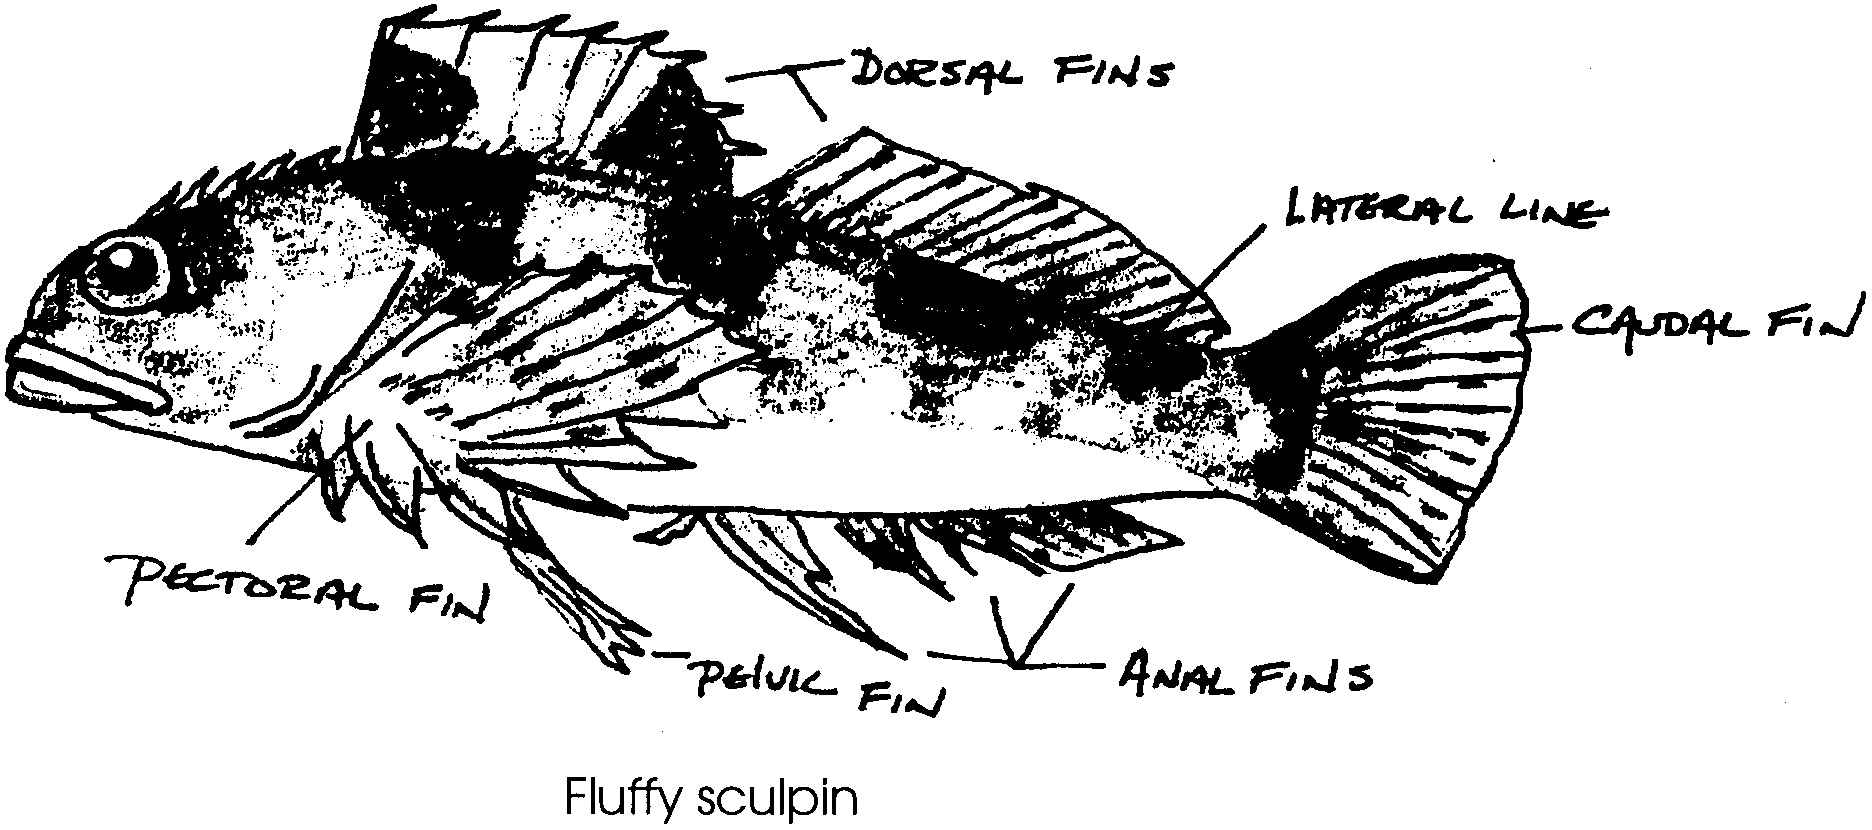 DORSAL FINS
LATERAL LINE
CAUDAL FIN
PECTORAL FIN
PELVIC FIN
ANAL FINS
Fluffy sculpin